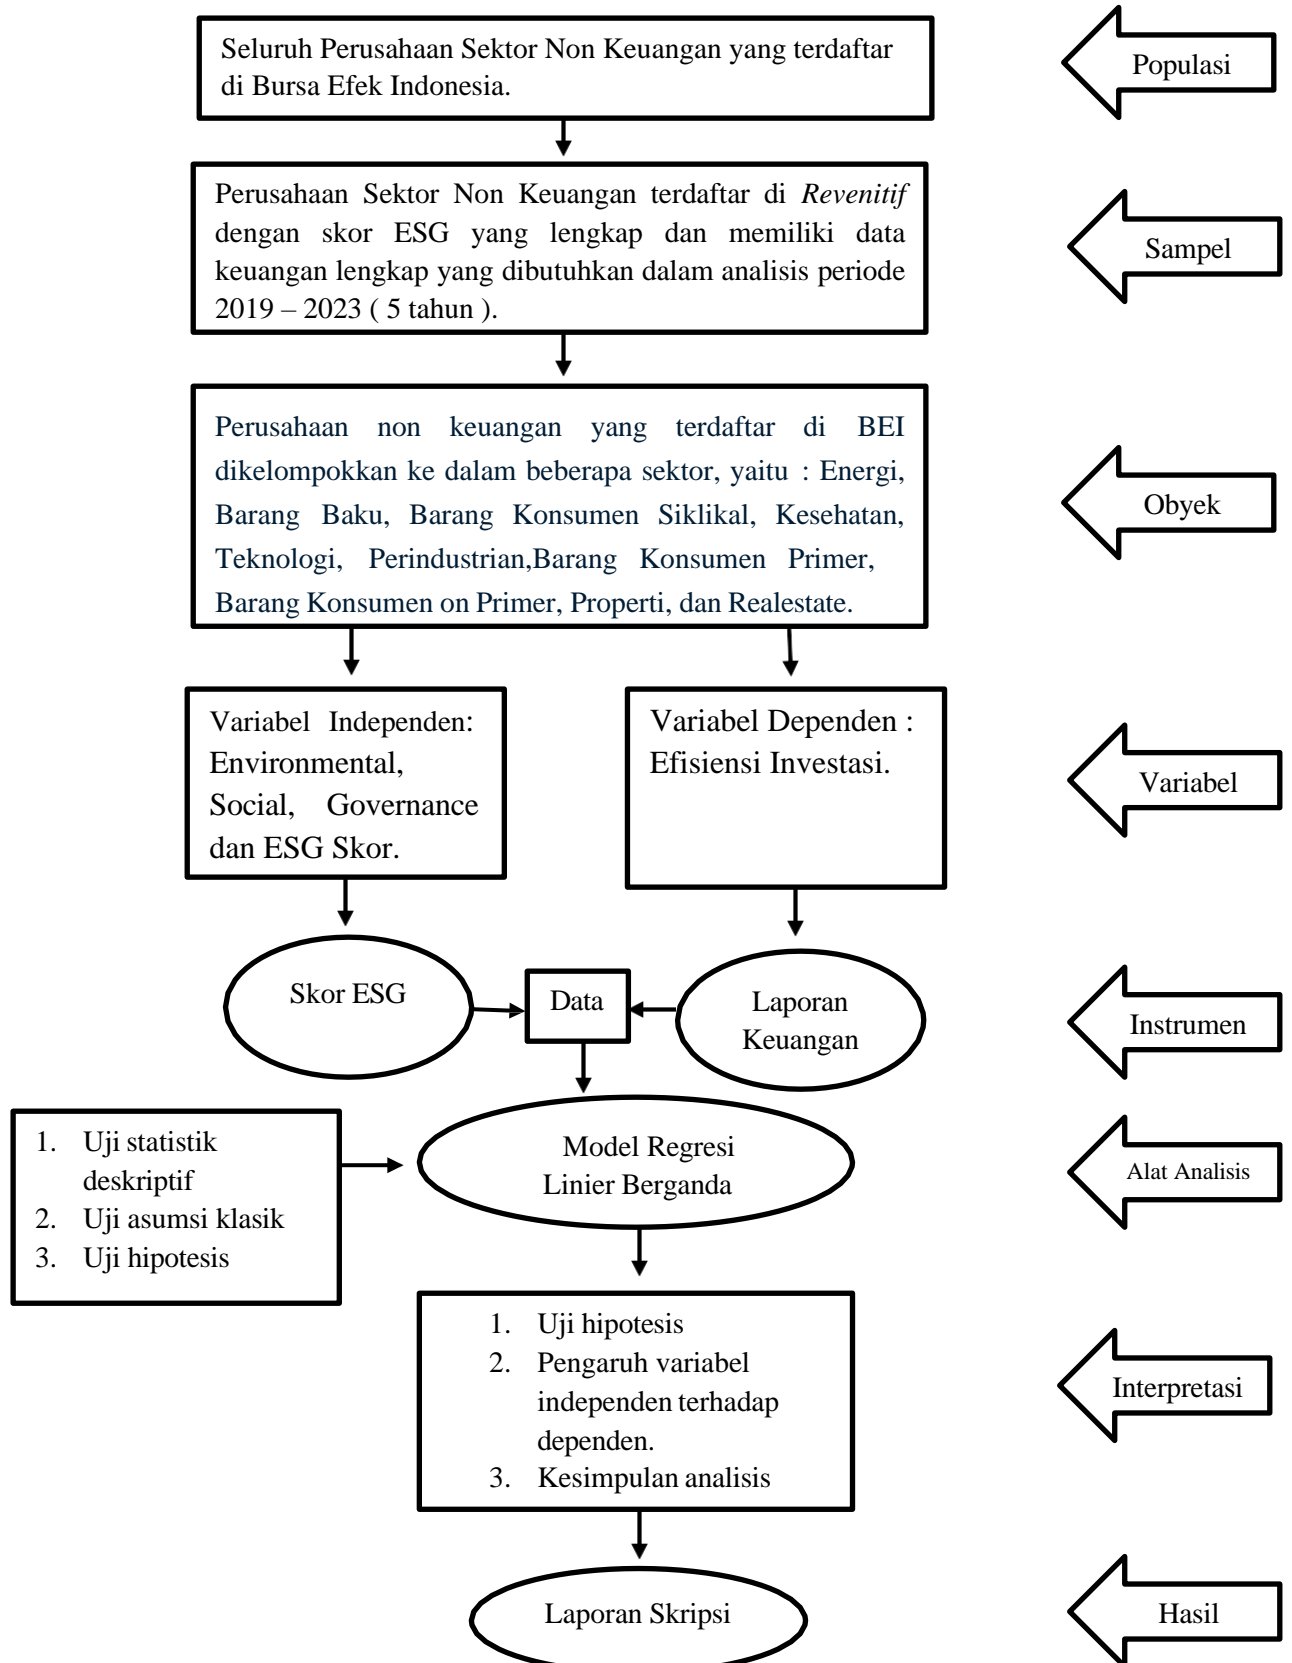 Seluruh Perusahaan Sektor Non Keuangan yang terdaftar
di Bursa Efek Indonesia.
Populasi
Perusahaan Sektor Non Keuangan terdaftar di Revenitif
dengan skor ESG yang lengkap dan memiliki data
keuangan lengkap yang dibutuhkan dalam analisis periode
2019 – 2023 ( 5 tahun ).
Sampel
Perusahaan non keuangan yang terdaftar di BEI
dikelompokkan ke dalam beberapa sektor, yaitu : Energi,
Barang Baku, Barang Konsumen Siklikal, Kesehatan,
Teknologi, Perindustrian,Barang Konsumen Primer,
Barang Konsumen on Primer, Properti, dan Realestate.
Obyek
Variabel Independen:
Environmental,
Social, Governance
dan ESG Skor.
Variabel Dependen :
Efisiensi Investasi.
Variabel
Skor ESG
Data
Laporan
Keuangan
Instrumen
1. Uji statistik
deskriptif
2. Uji asumsi klasik
3. Uji hipotesis
Model Regresi
Linier Berganda
Alat Analisis
1. Uji hipotesis
2. Pengaruh variabel
independen terhadap
dependen.
3. Kesimpulan analisis
Interpretasi
Laporan Skripsi
Hasil